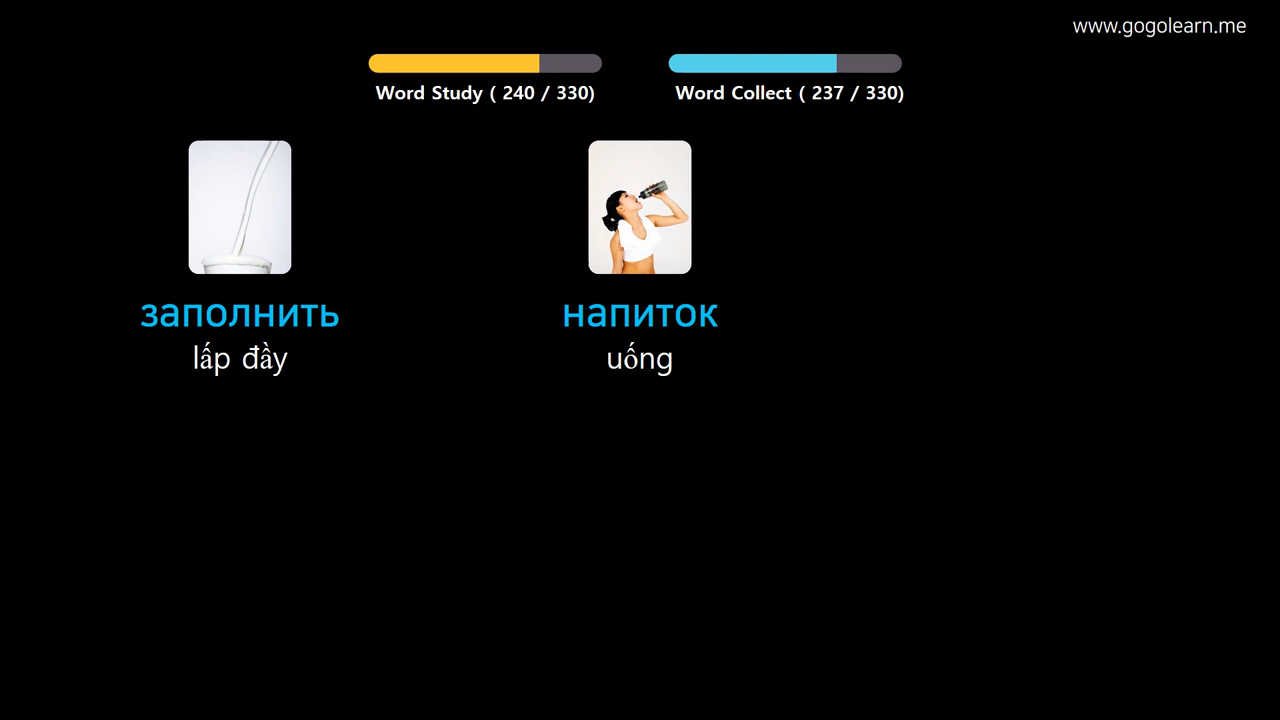 www.gogolearn.me
Word Study ( 240 / 330)
Word Collect ( 237 / 330)
заполнить
lấp đầy
напиток
uống